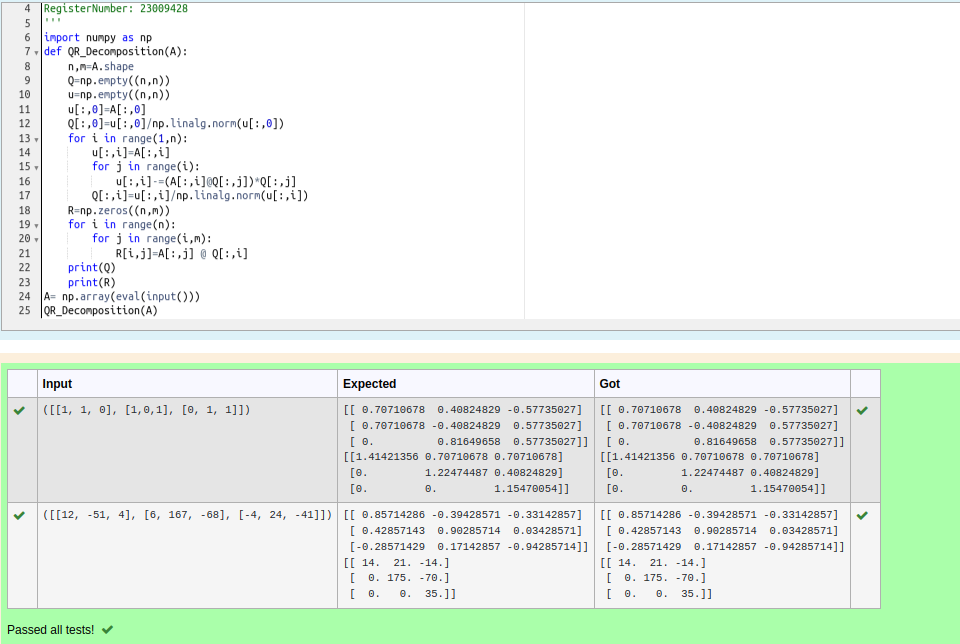 4 RegisterNumber: 23009428
5 '''
6 import numpy as np
7 def QR_Decomposition(A):
8     n,m=A.shape
9     Q=np.empty((n,n))
10     u=np.empty((n,n))
11     u[:,0]=A[:,0]
12     Q[:,0]=u[:,0]/np.linalg.norm(u[:,0])
13     for i in range(1,n):
14         u[:,i]=A[:,i]
15         for j in range(i):
16             u[:,i]-=(A[:,i]@Q[:,j])*Q[:,j]
17         Q[:,i]=u[:,i]/np.linalg.norm(u[:,i])
18     R=np.zeros((n,m))
19     for i in range(n):
20         for j in range(i,m):
21             R[i,j]=A[:,j] @ Q[:,i]
22     print(Q)
23     print(R)
24 A= np.array(eval(input()))
25 QR_Decomposition(A)
Input Expected Got
([[1, 1, 0], [1,0,1], [0, 1, 1]]) [[ 0.70710678  0.40824829 -0.57735027] [[ 0.70710678  0.40824829 -0.57735027]
[ 0.70710678 -0.40824829  0.57735027] [ 0.70710678 -0.40824829  0.57735027]
[ 0.          0.81649658  0.57735027]] [ 0.          0.81649658  0.57735027]]
[[1.41421356 0.70710678 0.70710678] [[1.41421356 0.70710678 0.70710678]
[0.         1.22474487 0.40824829] [0.         1.22474487 0.40824829]
[0.         0.         1.15470054]] [0.         0.         1.15470054]]
([[12, -51, 4], [6, 167, -68], [-4, 24, -41]]) [[ 0.85714286 -0.39428571 -0.33142857] [[ 0.85714286 -0.39428571 -0.33142857]
[ 0.42857143  0.90285714  0.03428571] [ 0.42857143  0.90285714  0.03428571]
[-0.28571429  0.17142857 -0.94285714]] [-0.28571429  0.17142857 -0.94285714]]
[[ 14.  21. -14.] [[ 14.  21. -14.]
[  0. 175. -70.] [  0. 175. -70.]
[  0.   0.  35.]] [  0.   0.  35.]]
Passed all tests!